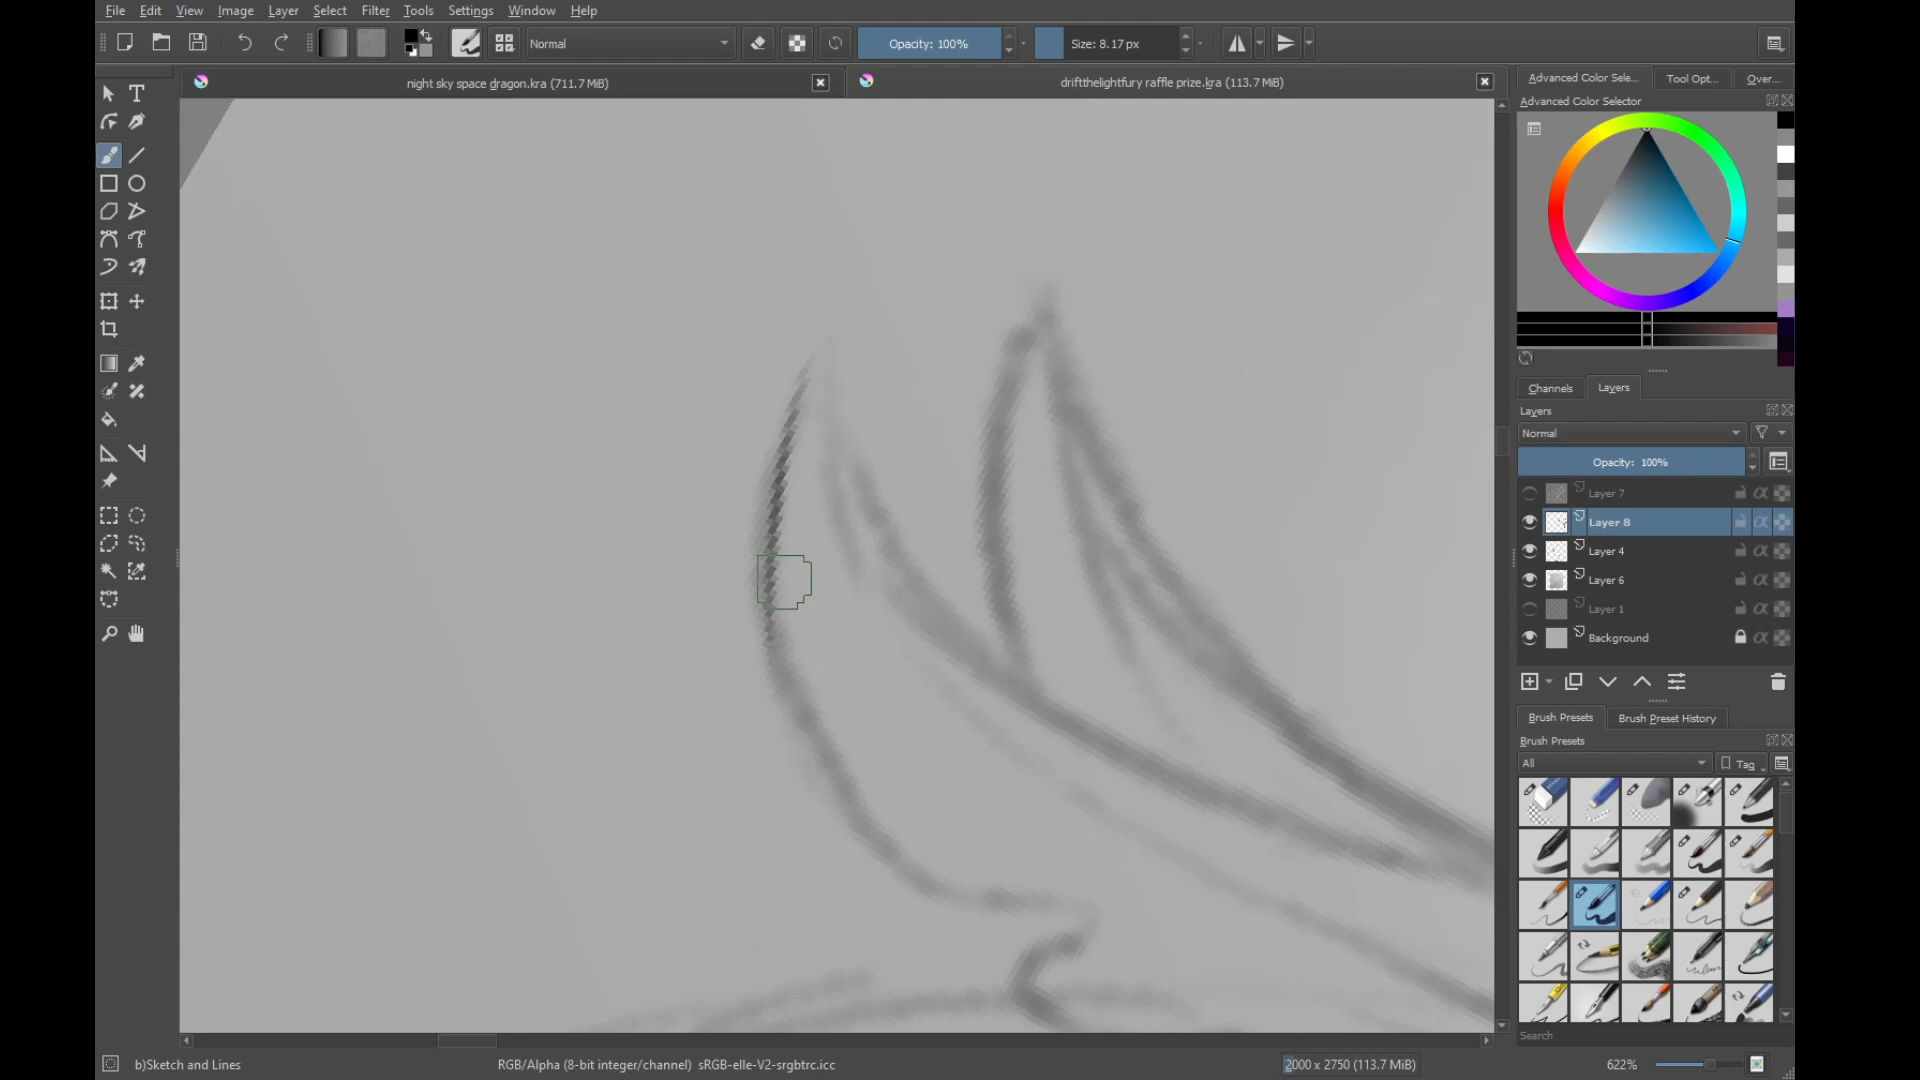 File Edit View Image Layer Select Filter Tools Settings Window Help
Normal
Opacity: 100%
Size: 8.17 px
night sky space dragon.kra (711.7 MiB)
driftthelightfury raffle prize.kra (113.7 MiB)
Advanced Color Sele...
Tool Opt...
Over...
Advanced Color Selector
Channels
Layers
Layers
Normal
Opacity: 100%
Layer 7
Layer 8
Layer 4
Layer 6
Layer 1
Background
Brush Presets
Brush Preset History
Brush Presets
All
Tag
Search
b)Sketch and Lines
RGB/Alpha (8-bit integer/channel) sRGB-elle-V2-srgbtrc.icc
2000 x 2750 (113.7 MiB)
622%